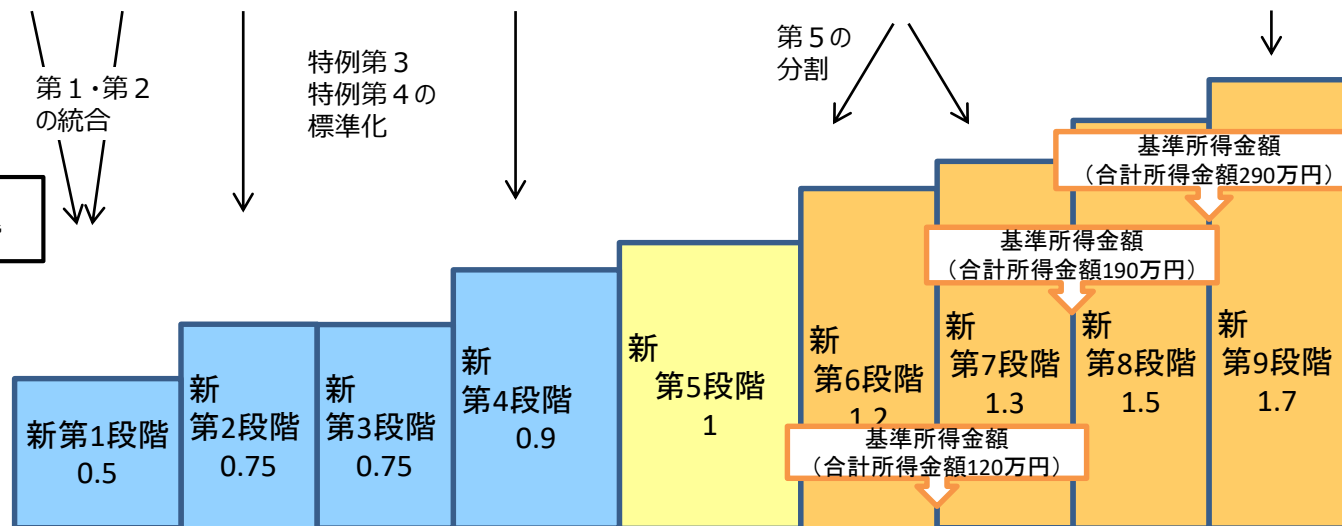 第１・第２
の統合
特例第３
特例第４の
標準化
第５の
分割
基準所得金額
（合計所得金額290万円）
基準所得金額
（合計所得金額190万円）
新第1段階
0.5
新
第2段階
0.75
新
第3段階
0.75
新
第4段階
0.9
新
第5段階
1
新
第6段階
1.2
新
第7段階
1.3
新
第8段階
1.5
新
第9段階
1.7
基準所得金額
（合計所得金額120万円）